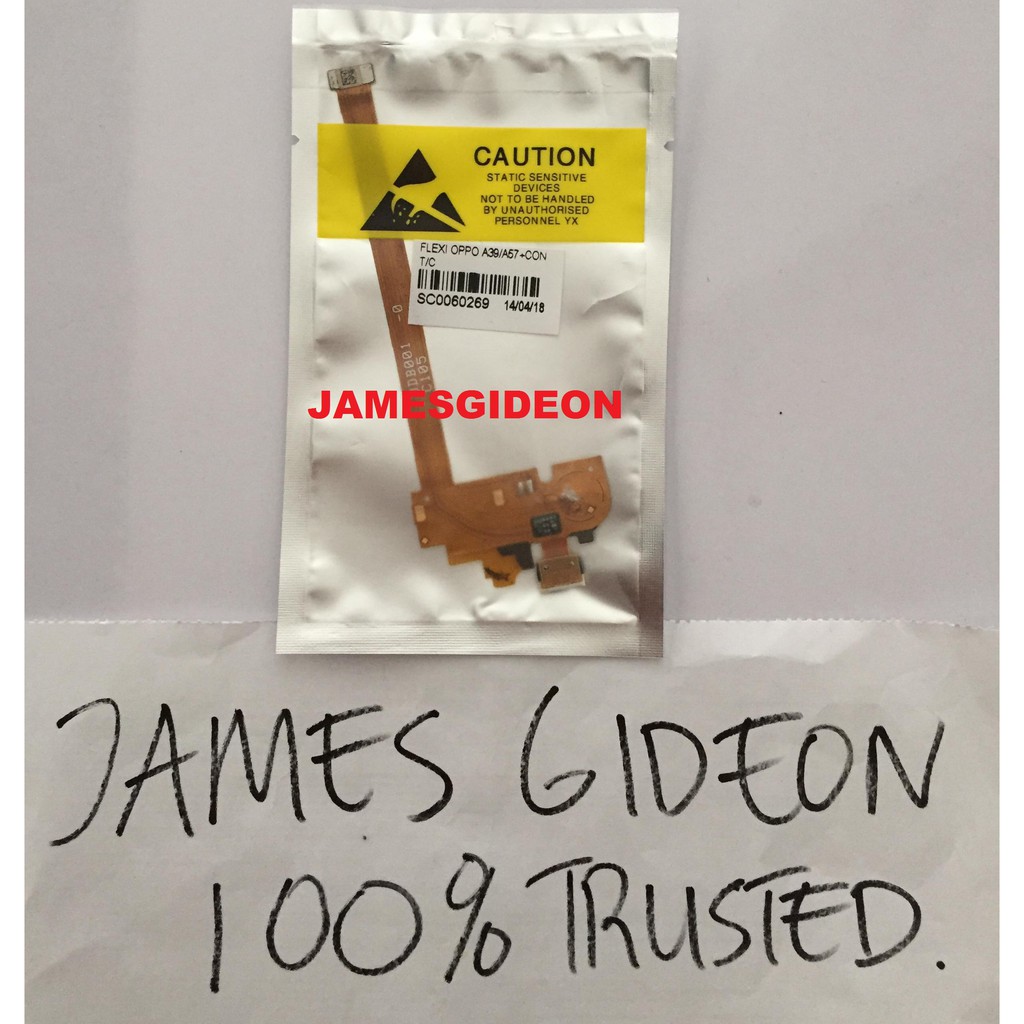 CAUTION
STATIC SENSITIVE
DEVICES
NOT TO BE HANDLED
BY UNAUTHORISED
PERSONNEL YX
FLEXI OPPO A39/A57+CON
T/C
SC0060269 14/04/18
-0
JAMESGIDEON
JAMES GIDEON
100% TRUSTED.